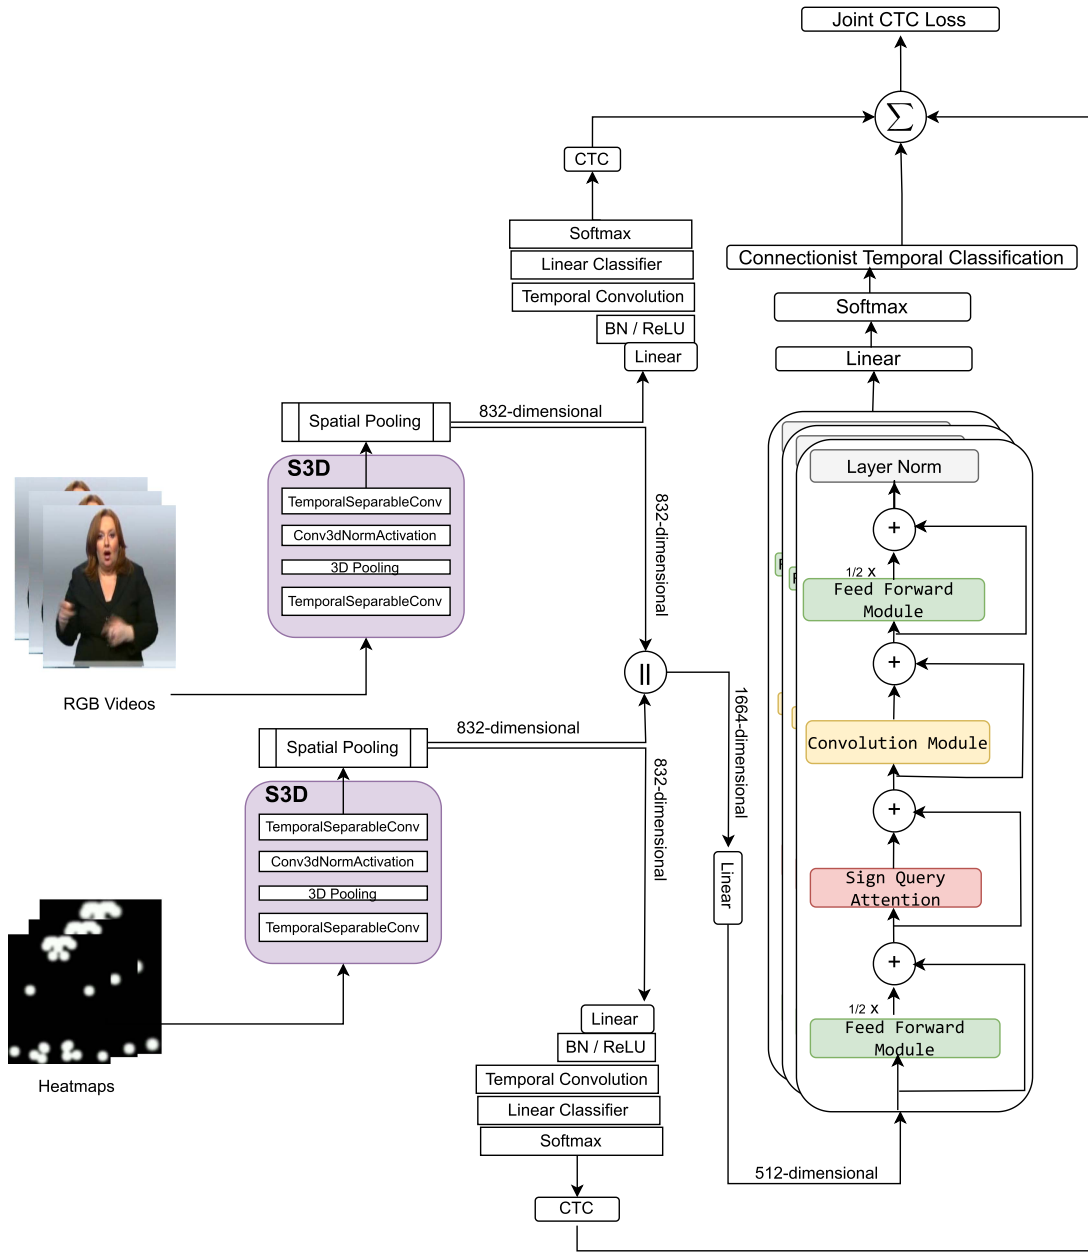 Joint CTC Loss
Σ
CTC
Softmax
Linear Classifier
Temporal Convolution
BN / ReLU
Linear
Connectionist Temporal Classification
Softmax
Linear
832-dimensional
Spatial Pooling
S3D
TemporalSeparableConv
Conv3dNormActivation
3D Pooling
TemporalSeparableConv
832-dimensional
RGB Videos
||
832-dimensional
Spatial Pooling
S3D
TemporalSeparableConv
Conv3dNormActivation
3D Pooling
TemporalSeparableConv
832-dimensional
1664-dimensional
Linear
Heatmaps
Linear
BN / ReLU
Temporal Convolution
Linear Classifier
Softmax
CTC
512-dimensional
Layer Norm
+
1/2 x
Feed Forward
Module
+
Convolution Module
+
Sign Query
Attention
+
1/2 x
Feed Forward
Module